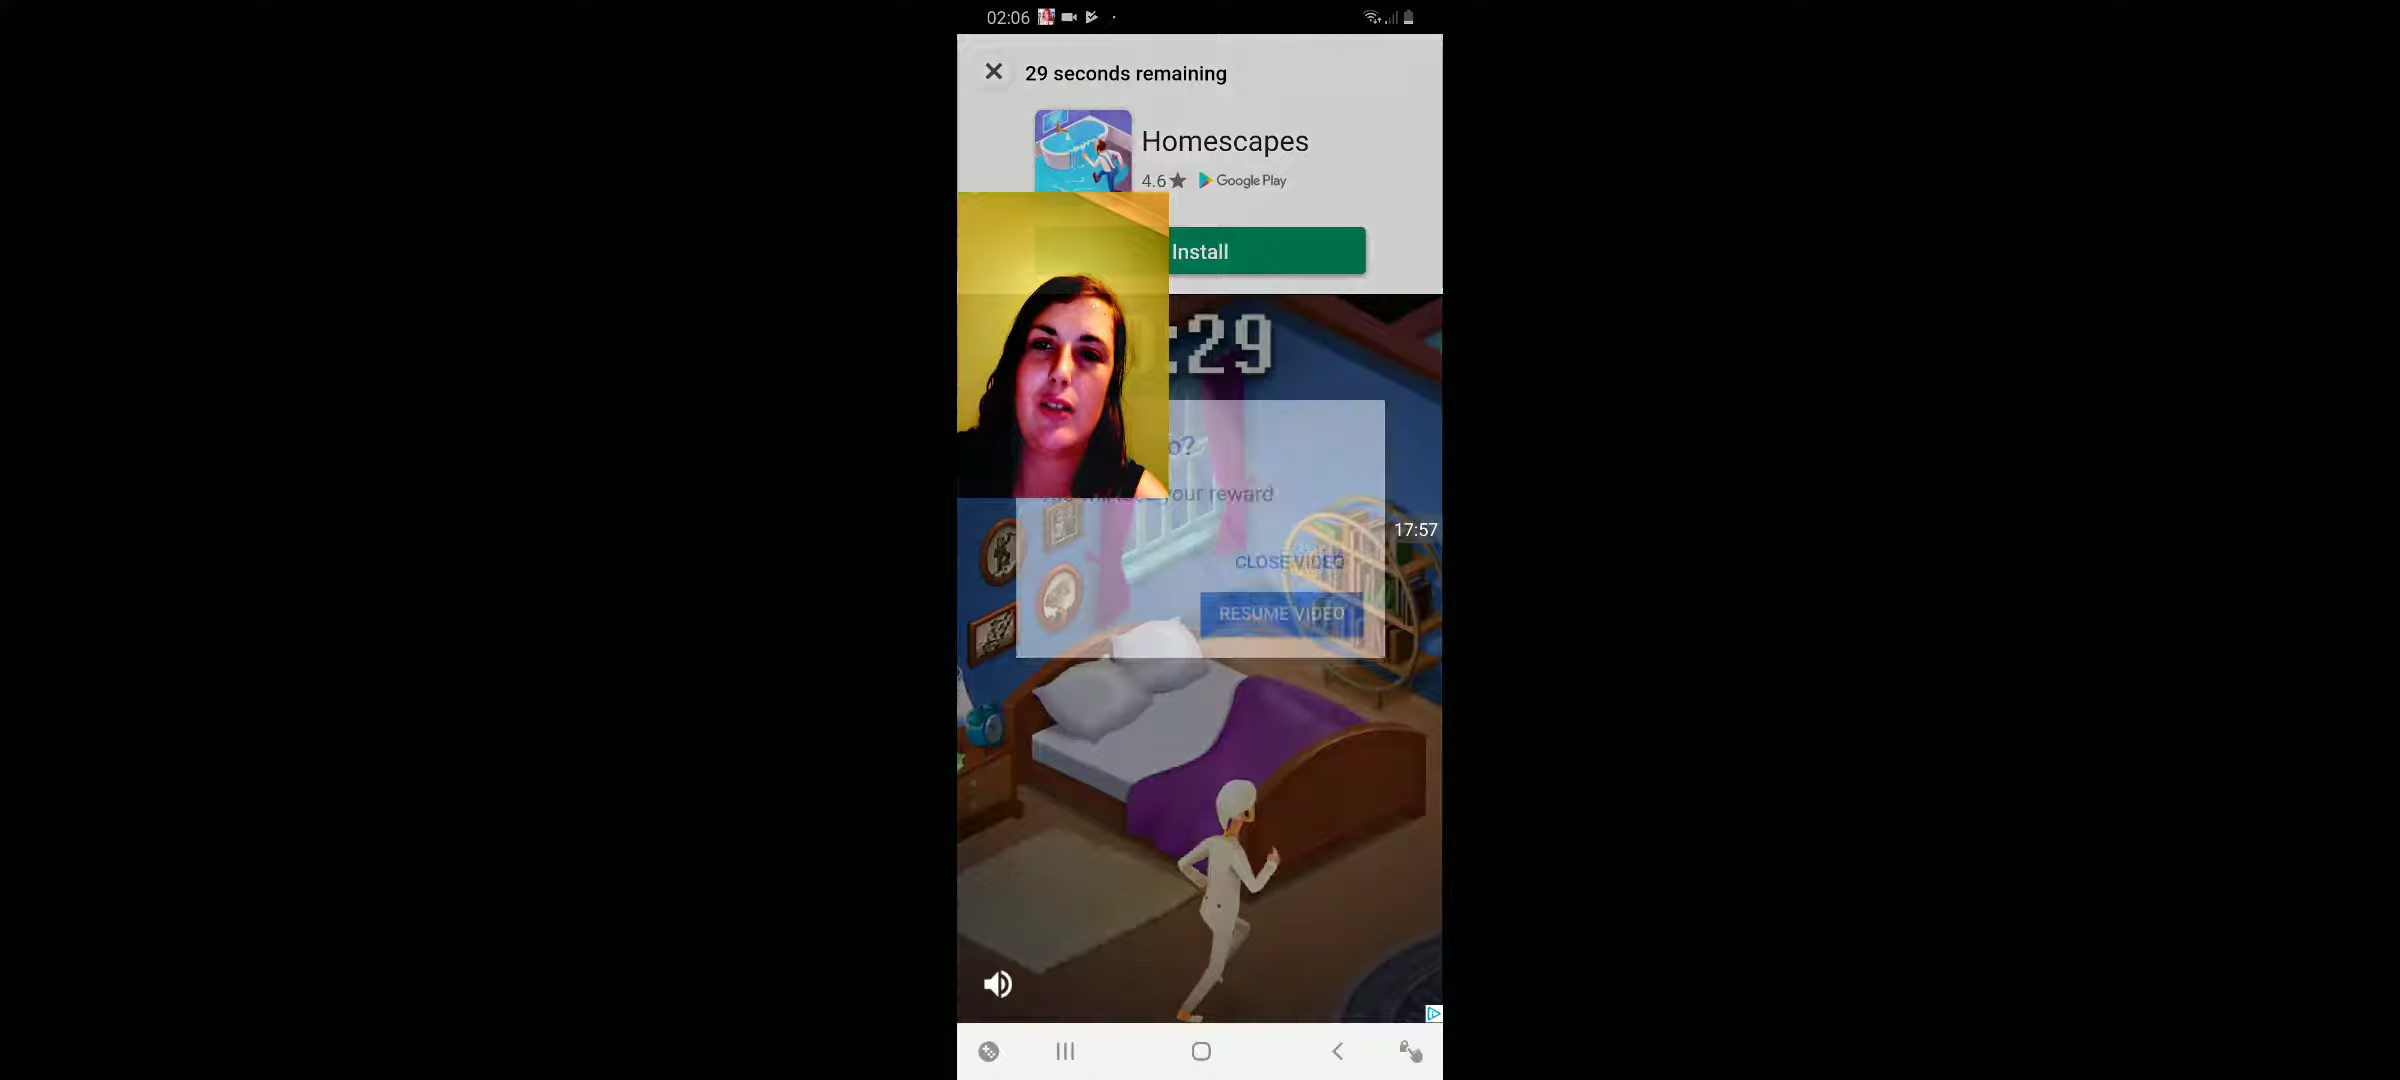 02:06
29 seconds remaining
Homescapes
4.6★ Google Play
Install
:29
your reward
17:57
CLOSE VIDEO
RESUME VIDEO